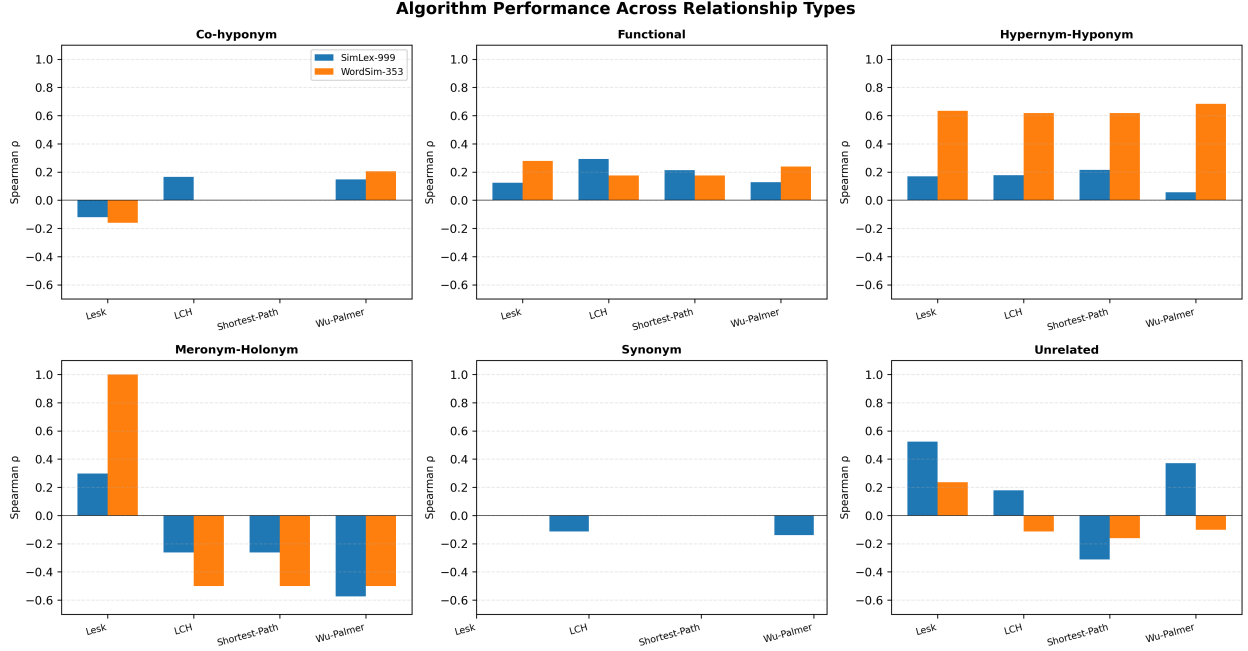 Algorithm Performance Across Relationship Types
Co-hyponym
Functional
Hypernym-Hyponym
SimLex-999
WordSim-353
Spearman ρ
1.0
0.8
0.6
0.4
0.2
0.0
−0.2
−0.4
−0.6
Lesk
LCH
Shortest-Path
Wu-Palmer
Spearman ρ
1.0
0.8
0.6
0.4
0.2
0.0
−0.2
−0.4
−0.6
Lesk
LCH
Shortest-Path
Wu-Palmer
Spearman ρ
1.0
0.8
0.6
0.4
0.2
0.0
−0.2
−0.4
−0.6
Lesk
LCH
Shortest-Path
Wu-Palmer
Meronym-Holonym
Synonym
Unrelated
Spearman ρ
1.0
0.8
0.6
0.4
0.2
0.0
−0.2
−0.4
−0.6
Lesk
LCH
Shortest-Path
Wu-Palmer
Spearman ρ
1.0
0.8
0.6
0.4
0.2
0.0
−0.2
−0.4
−0.6
Lesk
LCH
Shortest-Path
Wu-Palmer
Spearman ρ
1.0
0.8
0.6
0.4
0.2
0.0
−0.2
−0.4
−0.6
Lesk
LCH
Shortest-Path
Wu-Palmer